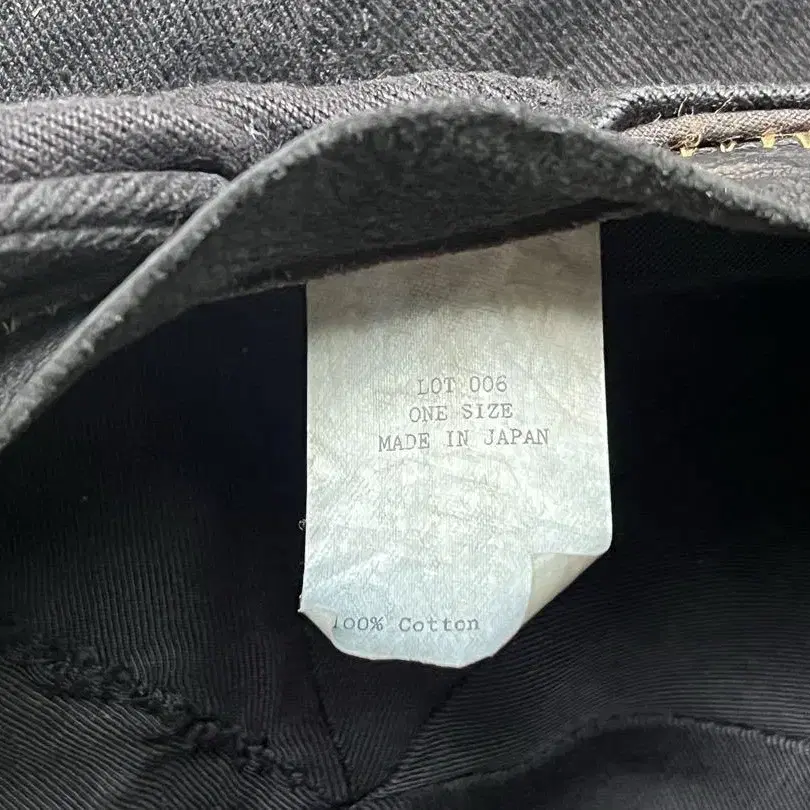 LOT 006
ONE SIZE
MADE IN JAPAN
100% Cotton